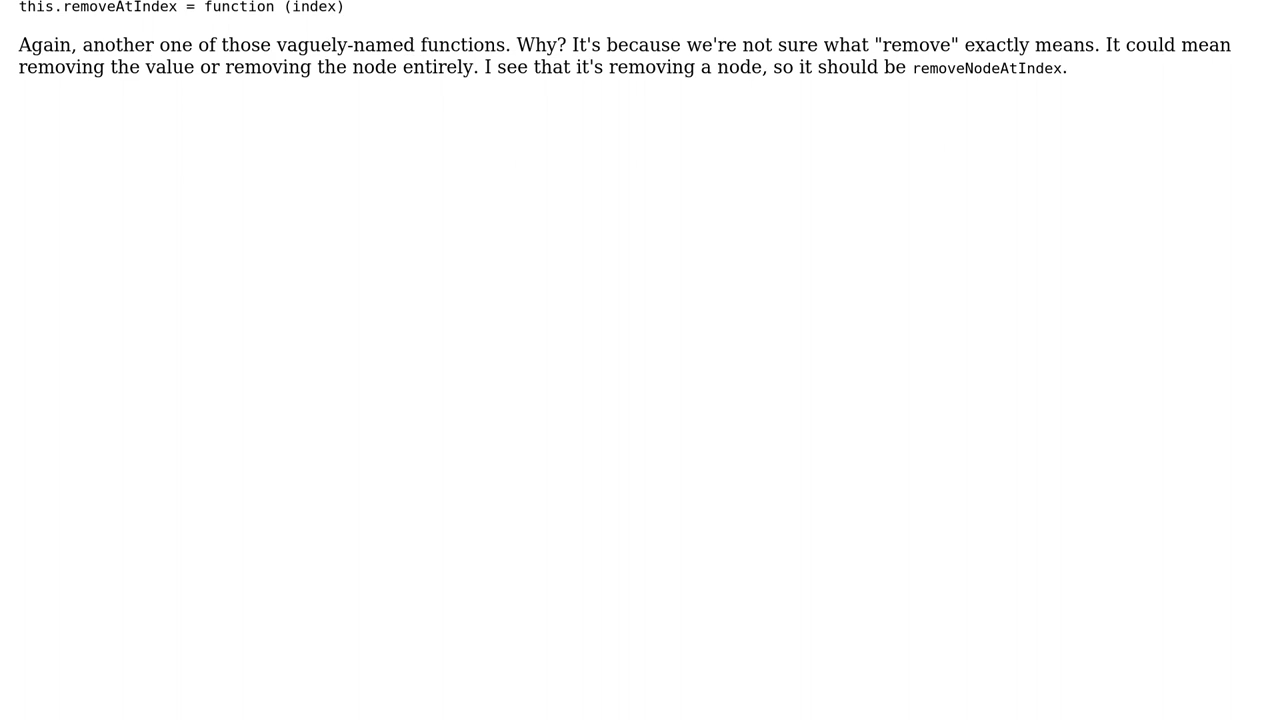 this.removeAtIndex = function (index)
Again, another one of those vaguely-named functions. Why? It's because we're not sure what "remove" exactly means. It could mean
removing the value or removing the node entirely. I see that it's removing a node, so it should be removeNodeAtIndex.